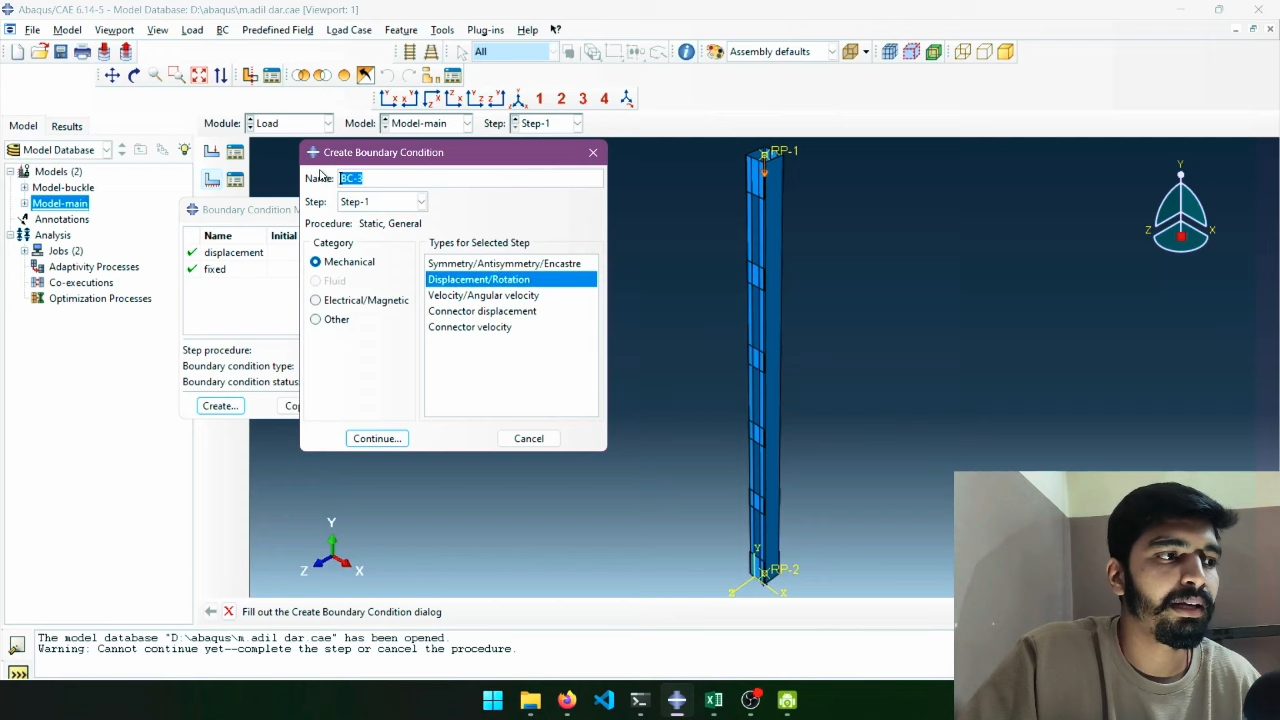 Abaqus/CAE 6.14-5 - Model Database: D:\abaqus\m.adil dar.cae [Viewport: 1]
File Model Viewport View Load BC Predefined Field Load Case Feature Tools Plug-ins Help
All
Assembly defaults
1 2 3 4
Model Results
Module: Load Model: Model-main Step: Step-1
Model Database
Models (2)
Model-buckle
Model-main
Annotations
Analysis
Jobs (2)
Adaptivity Processes
Co-executions
Optimization Processes
Boundary Condition M
Name Initial
displacement
fixed
Step procedure:
Boundary condition type:
Boundary condition status:
Create...
Cop
Create Boundary Condition
Name: BC-3
Step: Step-1
Procedure: Static, General
Category
Mechanical
Fluid
Electrical/Magnetic
Other
Types for Selected Step
Symmetry/Antisymmetry/Encastre
Displacement/Rotation
Velocity/Angular velocity
Connector displacement
Connector velocity
Continue...
Cancel
RP-1
RP-2
Y
Z
X
Y
Z
X
Y
Z
X
Fill out the Create Boundary Condition dialog
The model database "D:\abaqus\m.adil dar.cae" has been opened.
Warning: Cannot continue yet--complete the step or cancel the procedure.